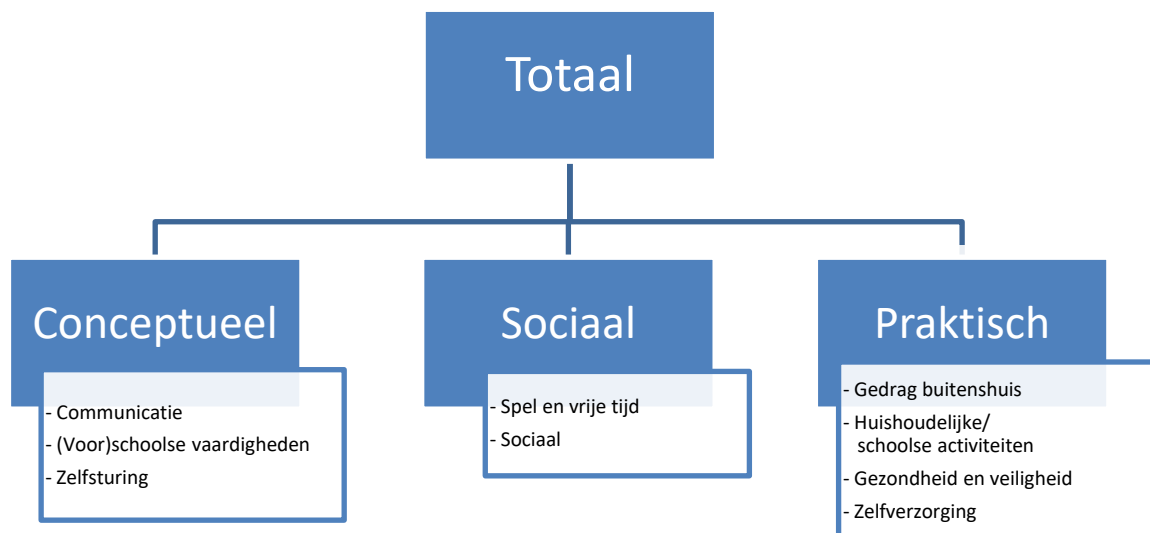 Totaal
Conceptueel
- Communicatie
- (Voor)schoolse vaardigheden
- Zelfsturing
Sociaal
- Spel en vrije tijd
- Sociaal
Praktisch
- Gedrag buitenshuis
- Huishoudelijke/
schoolse activiteiten
- Gezondheid en veiligheid
- Zelfverzorging